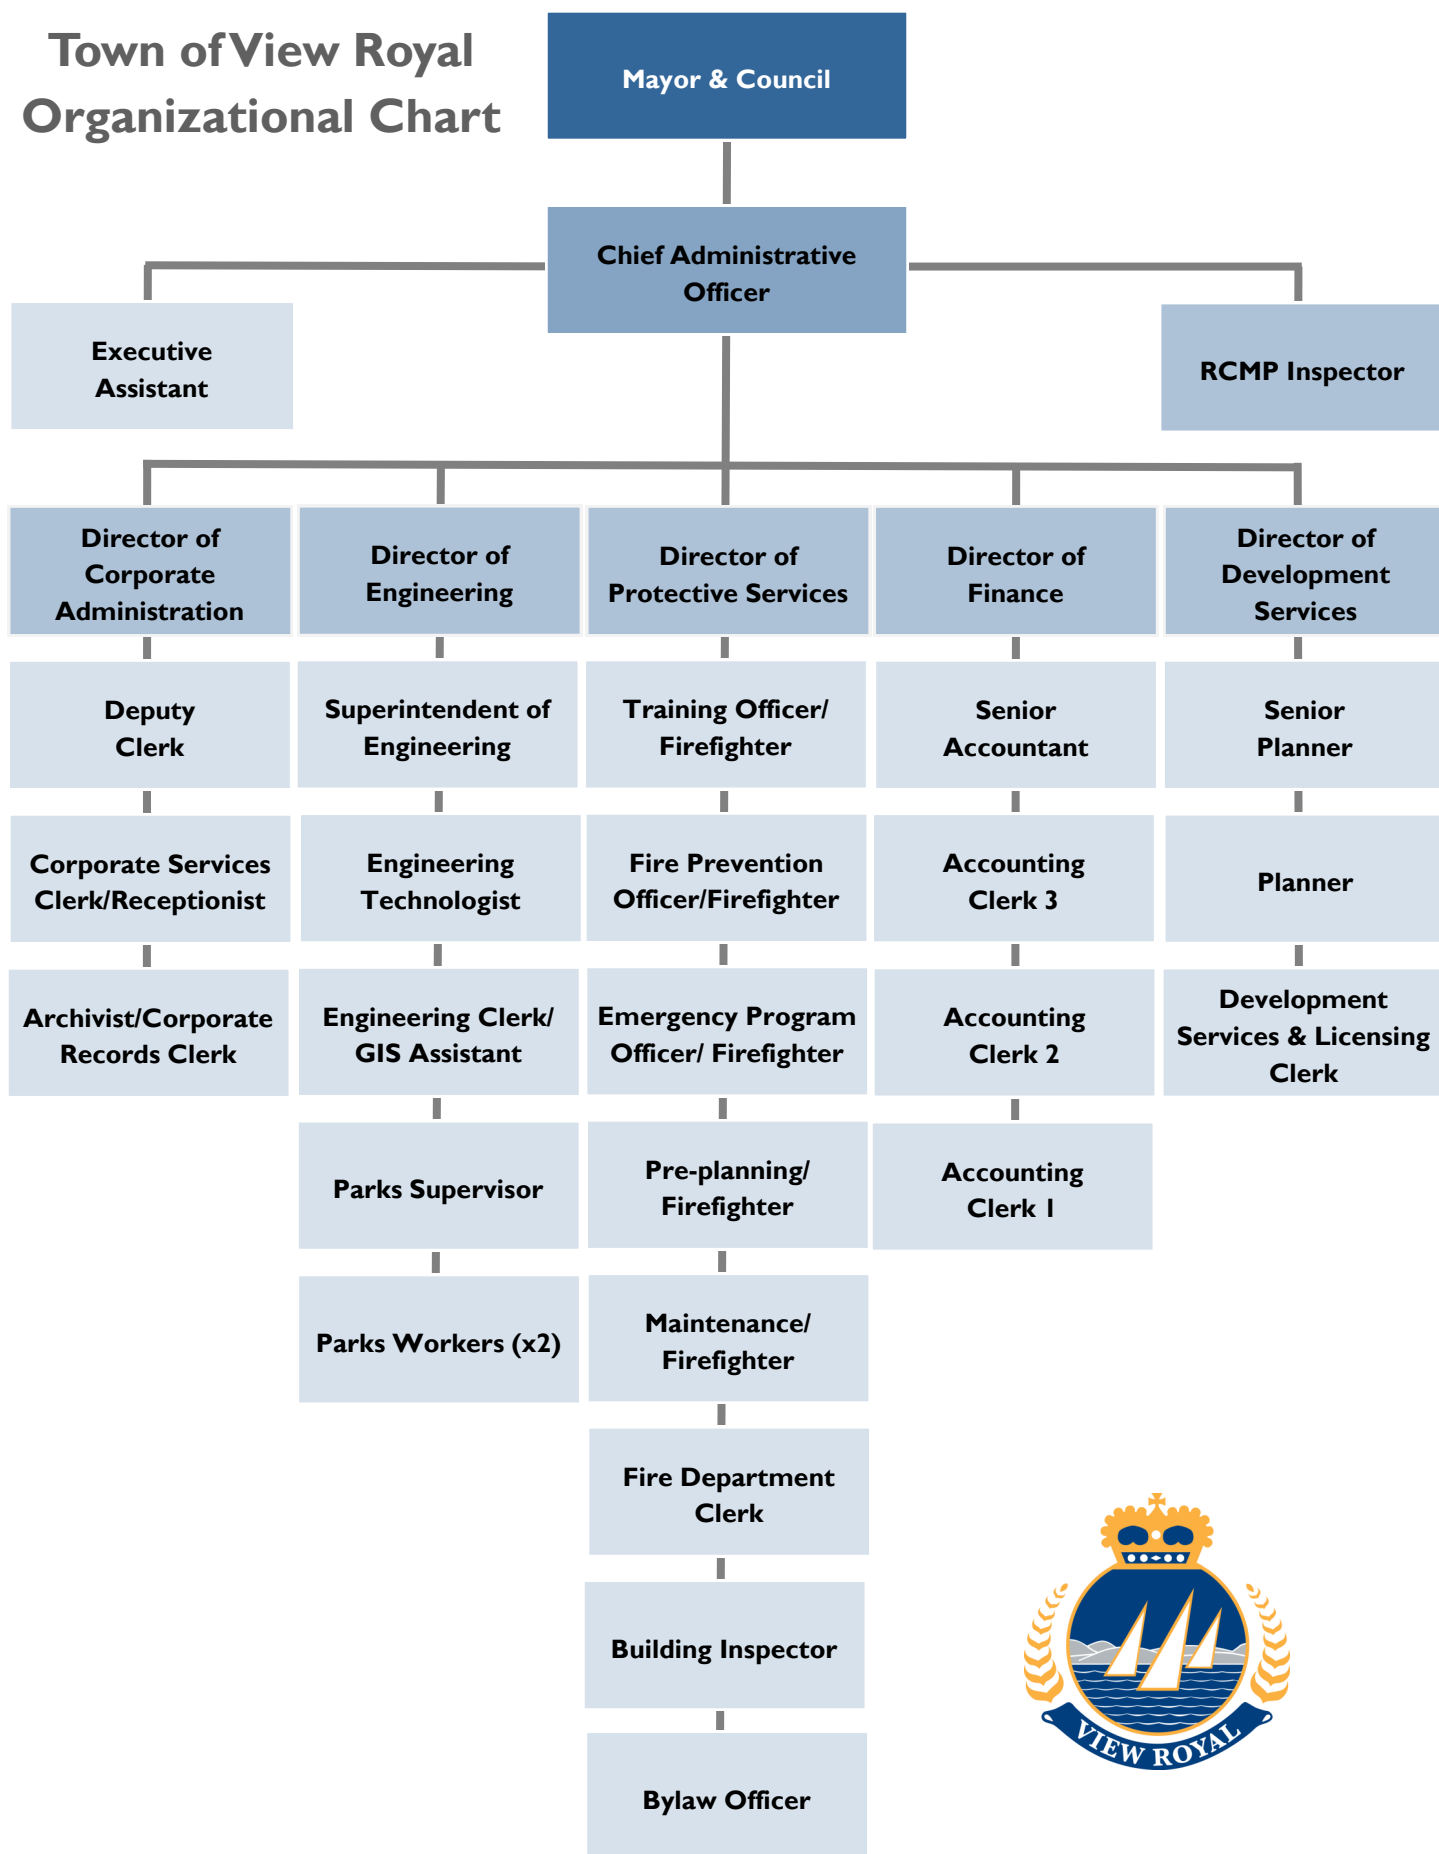 Town of View Royal
Organizational Chart
Mayor & Council
Chief Administrative
Officer
Executive
Assistant
RCMP Inspector
Director of
Corporate
Administration
Director of
Engineering
Director of
Protective Services
Director of
Finance
Director of
Development
Services
Deputy
Clerk
Superintendent of
Engineering
Training Officer/
Firefighter
Senior
Accountant
Senior
Planner
Corporate Services
Clerk/Receptionist
Engineering
Technologist
Fire Prevention
Officer/Firefighter
Accounting
Clerk 3
Planner
Archivist/Corporate
Records Clerk
Engineering Clerk/
GIS Assistant
Emergency Program
Officer/ Firefighter
Accounting
Clerk 2
Development
Services & Licensing
Clerk
Parks Supervisor
Pre-planning/
Firefighter
Accounting
Clerk 1
Parks Workers (x2)
Maintenance/
Firefighter
Fire Department
Clerk
Building Inspector
Bylaw Officer
VIEW ROYAL